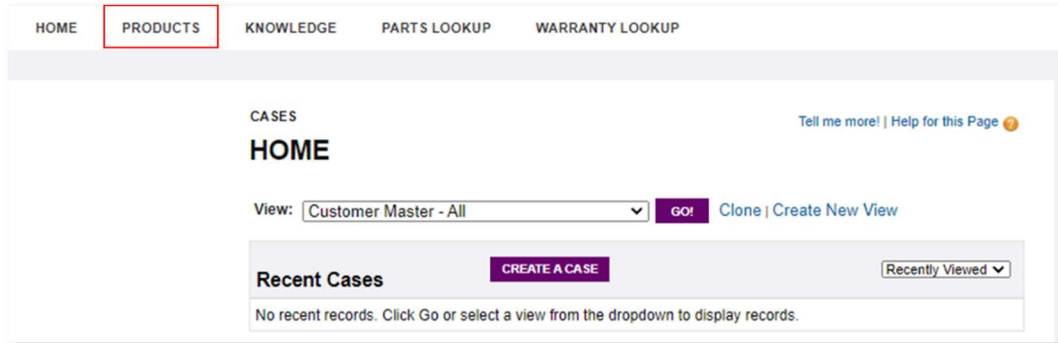 HOME PRODUCTS KNOWLEDGE PARTS LOOKUP WARRANTY LOOKUP
CASES
Tell me more! | Help for this Page ?
HOME
View: Customer Master - All GO! Clone | Create New View
Recent Cases CREATE A CASE Recently Viewed
No recent records. Click Go or select a view from the dropdown to display records.